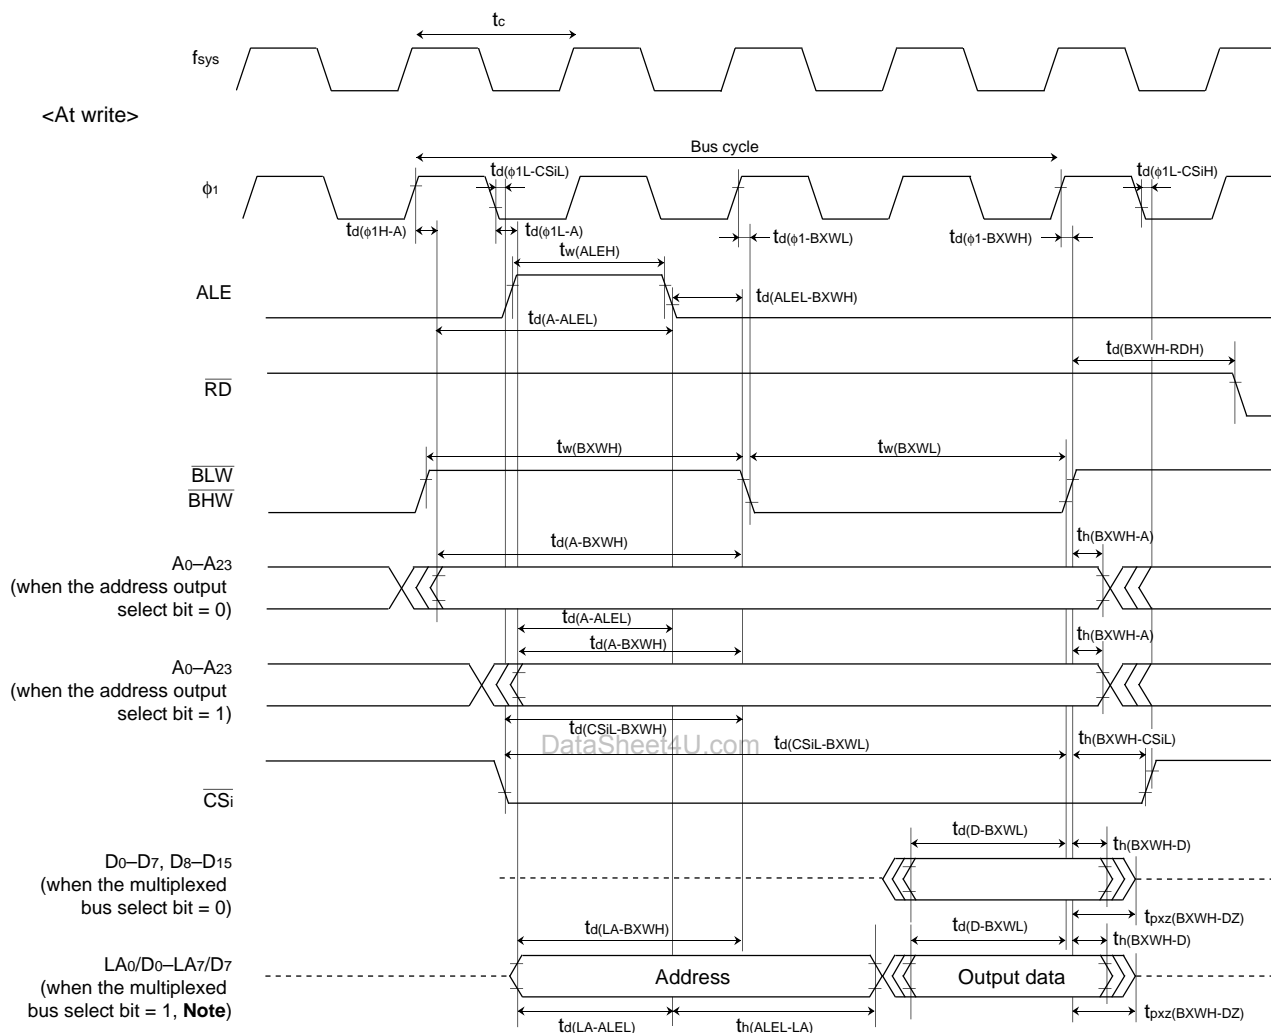 tc
fsys
<At write>
Bus cycle
td(ϕ1L-CSiL)
td(ϕ1L-CSiH)
ϕ1
td(ϕ1H-A)
td(ϕ1L-A)
td(ϕ1-BXWL)
td(ϕ1-BXWH)
tw(ALEH)
ALE
td(ALEL-BXWH)
td(A-ALEL)
td(BXWH-RDH)
RD
tw(BXWH)
tw(BXWL)
BLW
BHW
td(A-BXWH)
th(BXWH-A)
A0–A23
(when the address output
select bit = 0)
td(A-ALEL)
td(A-BXWH)
th(BXWH-A)
A0–A23
(when the address output
select bit = 1)
td(CSiL-BXWH)
DataSheet4U.com
td(CSiL-BXWL)
th(BXWH-CSiL)
CSi
td(D-BXWL)
th(BXWH-D)
D0–D7, D8–D15
(when the multiplexed
bus select bit = 0)
tpxz(BXWH-DZ)
td(LA-BXWH)
td(D-BXWL)
th(BXWH-D)
LA0/D0–LA7/D7
(when the multiplexed
bus select bit = 1, Note)
Address
Output data
tpxz(BXWH-DZ)
td(LA-ALEL)
th(ALEL-LA)